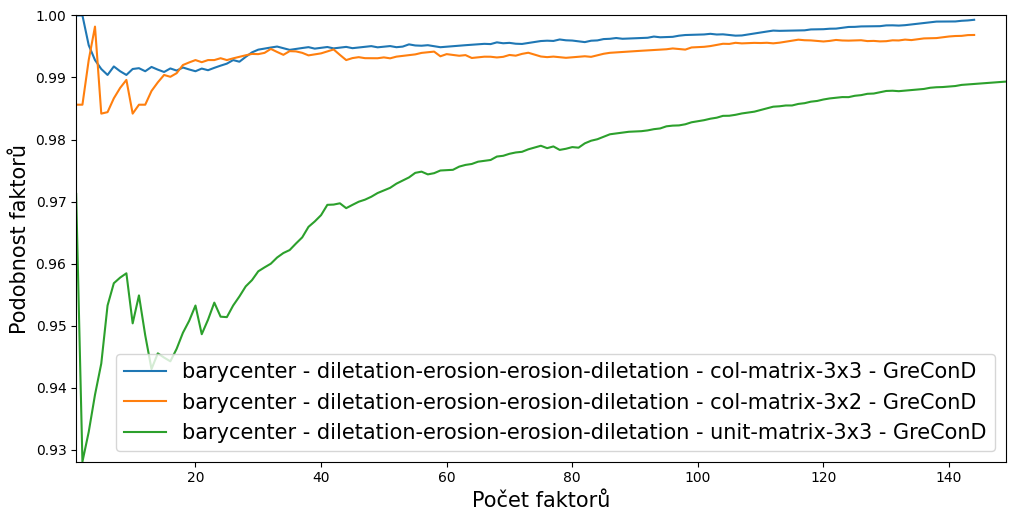 1.00
0.99
0.98
0.97
0.96
0.95
0.94
0.93
Podobnost faktorů
barycenter - diletation-erosion-erosion-diletation - col-matrix-3x3 - GreConD
barycenter - diletation-erosion-erosion-diletation - col-matrix-3x2 - GreConD
barycenter - diletation-erosion-erosion-diletation - unit-matrix-3x3 - GreConD
20 40 60 80 100 120 140
Počet faktorů